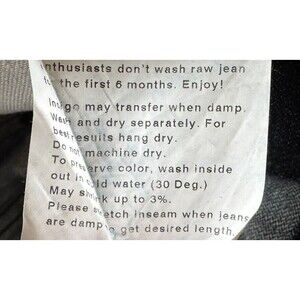 nthusiasts don't wash raw jean
f the first 6 months. Enjoy!
Indigo may transfer when damp.
Wash and dry separately. For
best results hang dry.
Do not machine dry.
To preserve color, wash inside
out in cold water (30 Deg.)
May shrink up to 3%.
Please stretch inseam when jeans
are damp to get desired length.